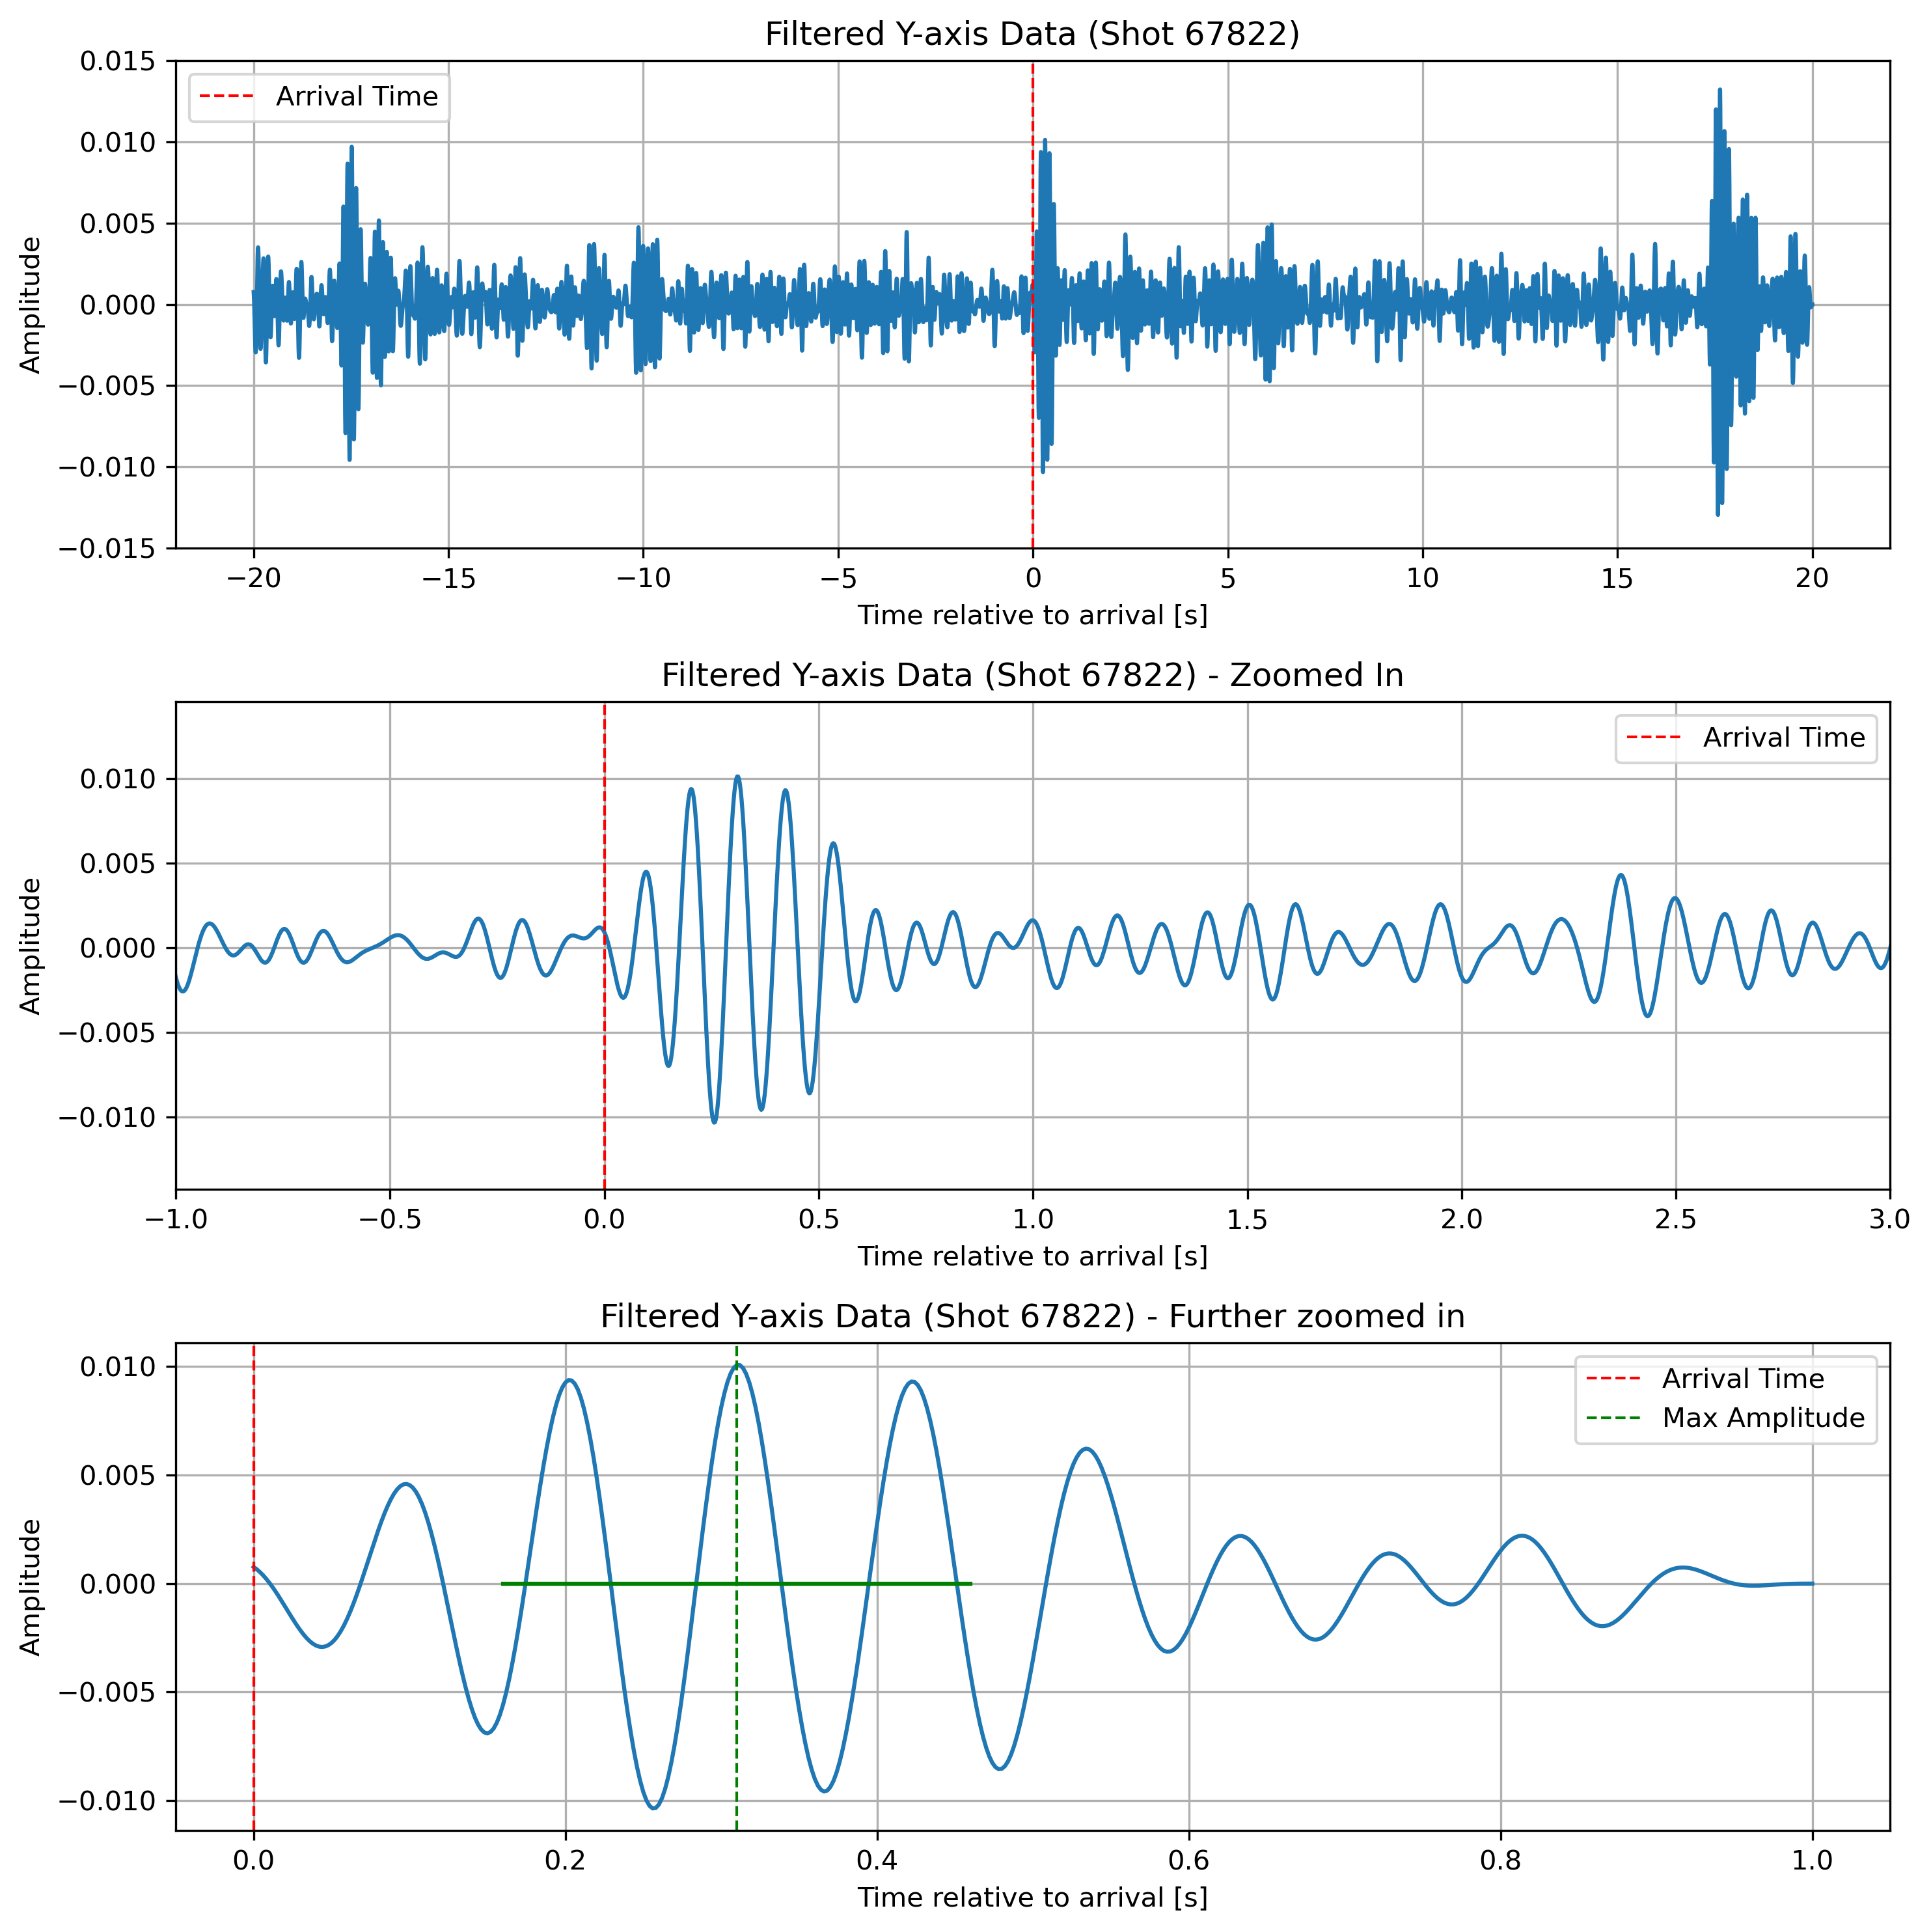 Filtered Y-axis Data (Shot 67822)
0.015
0.010
0.005
0.000
−0.005
−0.010
−0.015
Amplitude
Arrival Time
−20 −15 −10 −5 0 5 10 15 20
Time relative to arrival [s]
Filtered Y-axis Data (Shot 67822) - Zoomed In
0.010
0.005
0.000
−0.005
−0.010
Amplitude
Arrival Time
−1.0 −0.5 0.0 0.5 1.0 1.5 2.0 2.5 3.0
Time relative to arrival [s]
Filtered Y-axis Data (Shot 67822) - Further zoomed in
0.010
0.005
0.000
−0.005
−0.010
Amplitude
Arrival Time
Max Amplitude
0.0 0.2 0.4 0.6 0.8 1.0
Time relative to arrival [s]